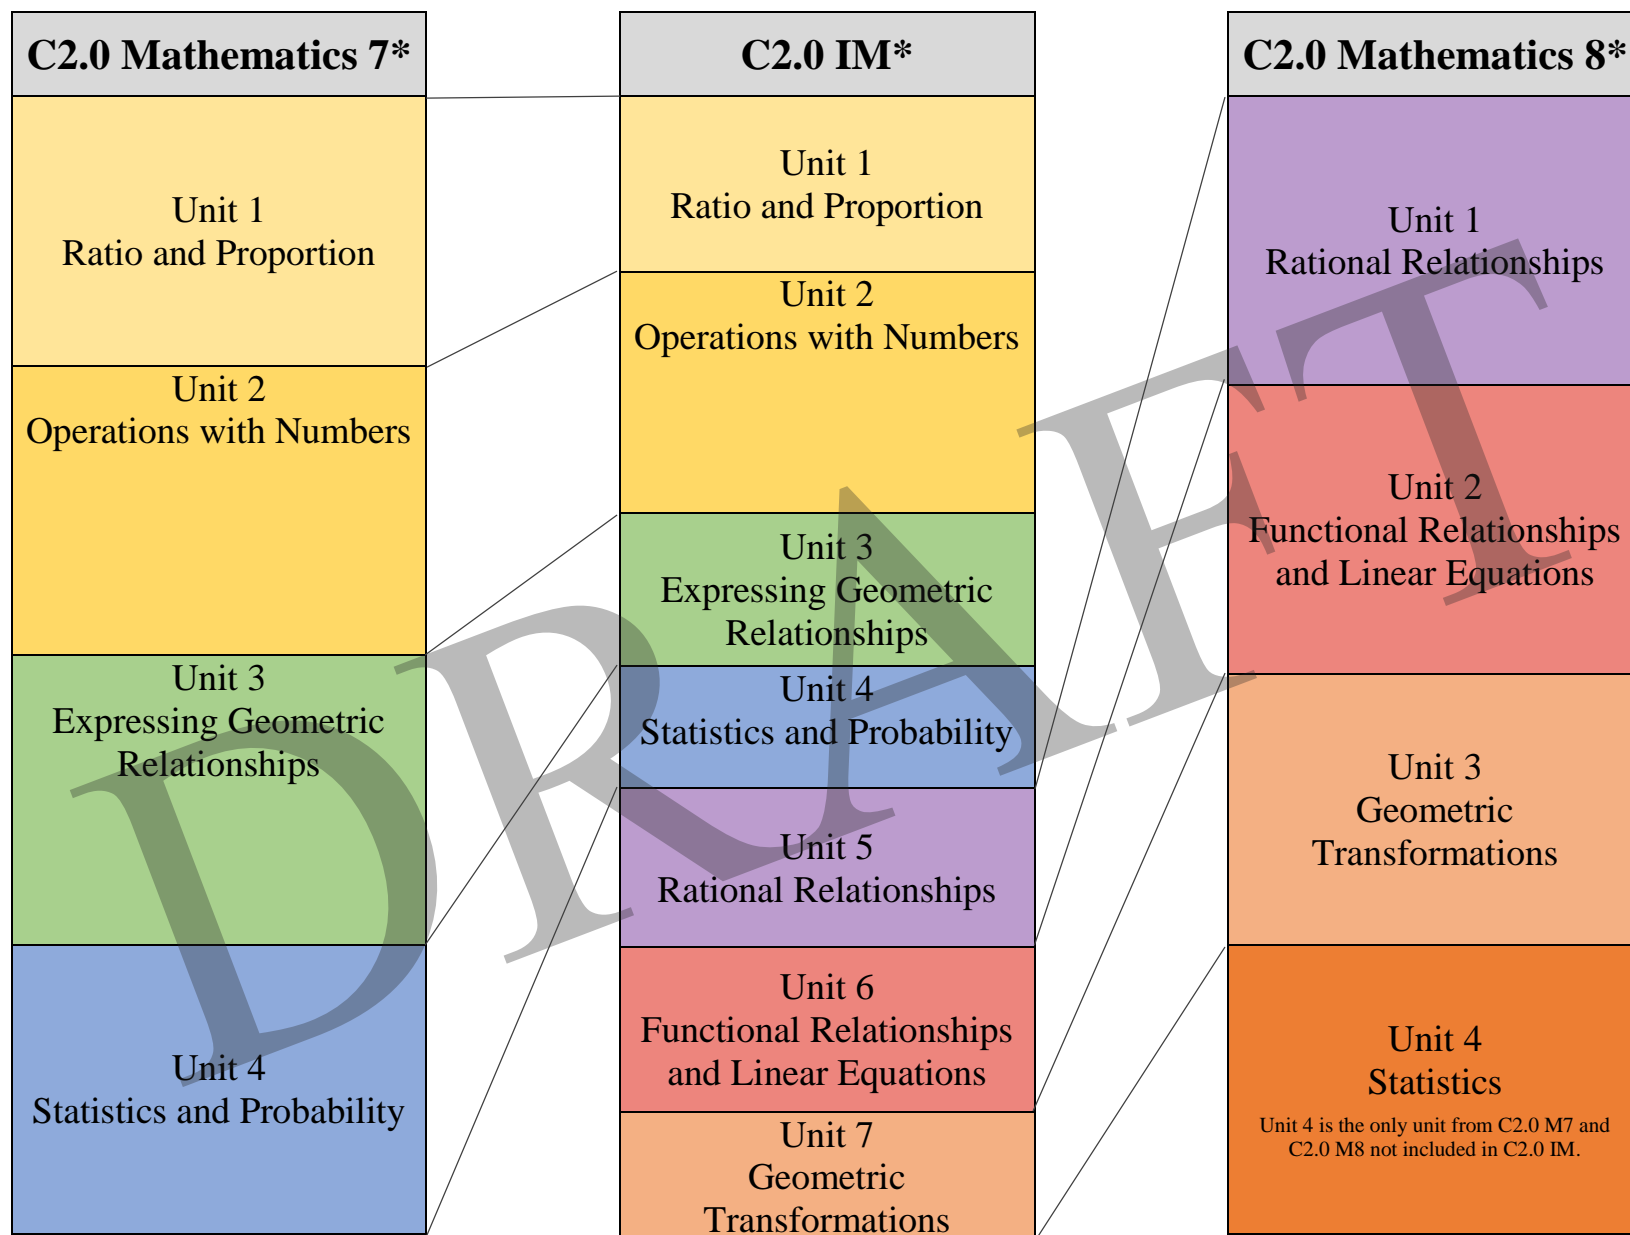 C2.0 Mathematics 7*
Unit 1
Ratio and Proportion
Unit 2
Operations with Numbers
Unit 3
Expressing Geometric
Relationships
Unit 4
Statistics and Probability
C2.0 IM*
Unit 1
Ratio and Proportion
Unit 2
Operations with Numbers
Unit 3
Expressing Geometric
Relationships
Unit 4
Statistics and Probability
Unit 5
Rational Relationships
Unit 6
Functional Relationships
and Linear Equations
Unit 7
Geometric
Transformations
C2.0 Mathematics 8*
Unit 1
Rational Relationships
Unit 2
Functional Relationships
and Linear Equations
Unit 3
Geometric
Transformations
Unit 4
Statistics
Unit 4 is the only unit from C2.0 M7 and
C2.0 M8 not included in C2.0 IM.
DRAFT